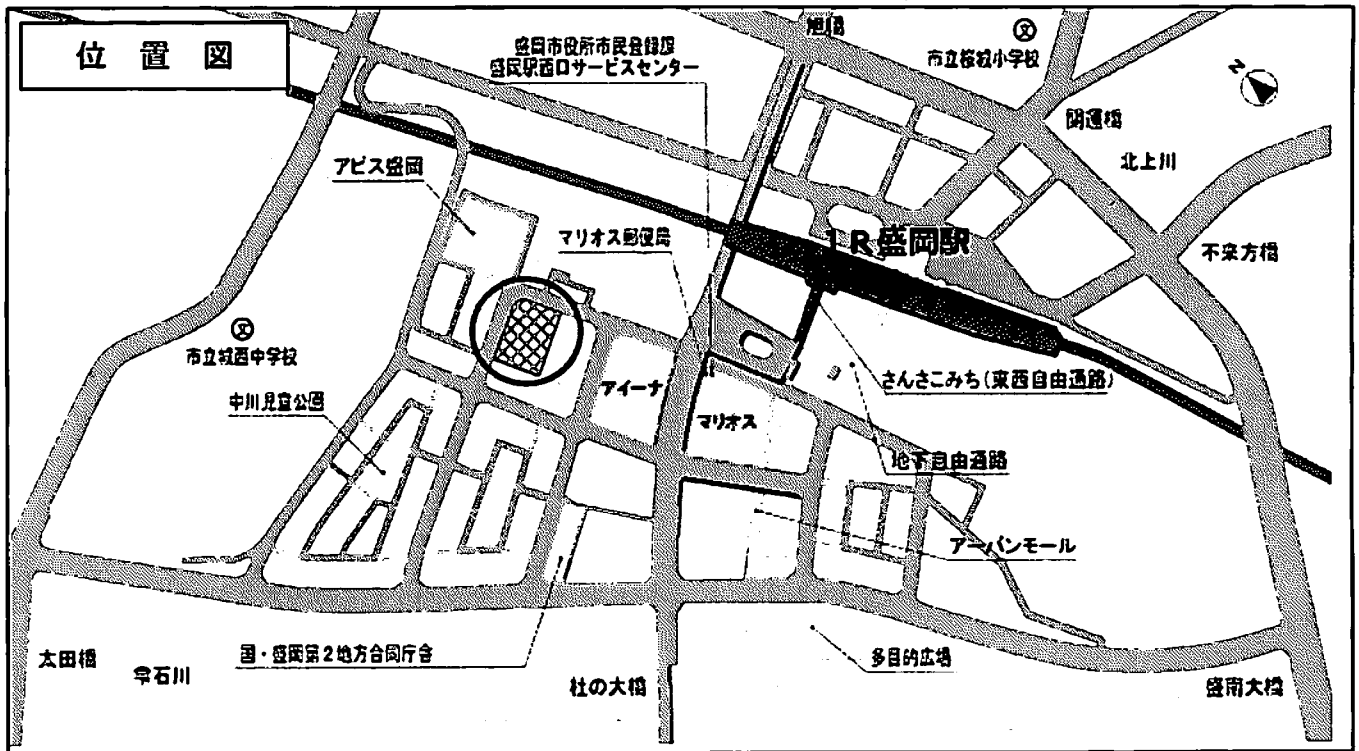 位置図
旭橋
文
市立桜城小学校
盛岡市役所市民登録課
盛岡駅西口サービスセンター
N
開運橋
北上川
アピス盛岡
マリオス郵便局
JR盛岡駅
不来方橋
文
市立城西中学校
さんさこみち(東西自由通路)
アイーナ
中川児童公園
マリオス
地下自由通路
アーバンモール
太田橋
雫石川
国・盛岡第2地方合同庁舎
杜の大橋
多目的広場
盛南大橋